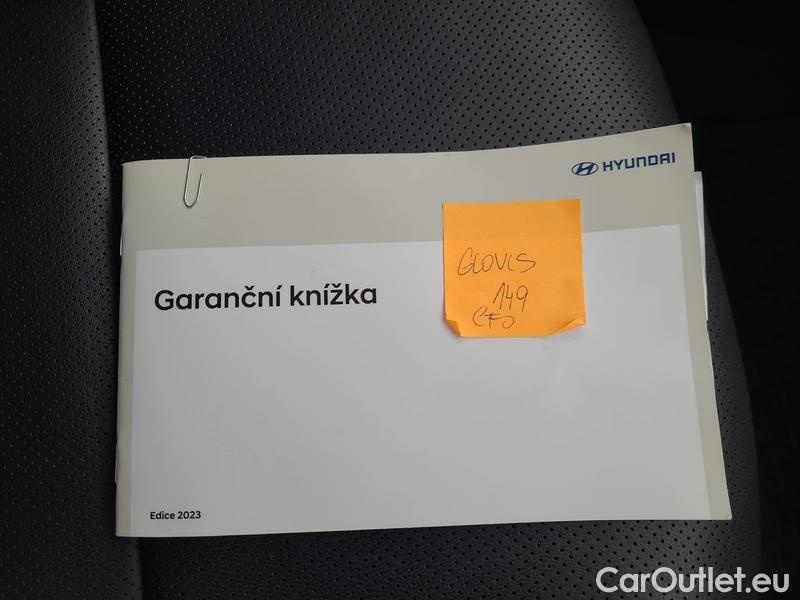 HYUNDAI
GLOVIS
149
Garanční knížka
Edice 2023
CarOutlet.eu